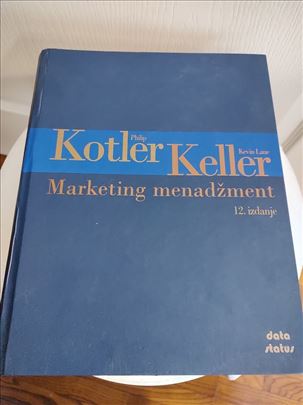 Philip
Kotler
Kevin Lane
Keller
Marketing menadžment
12. izdanje
data
status